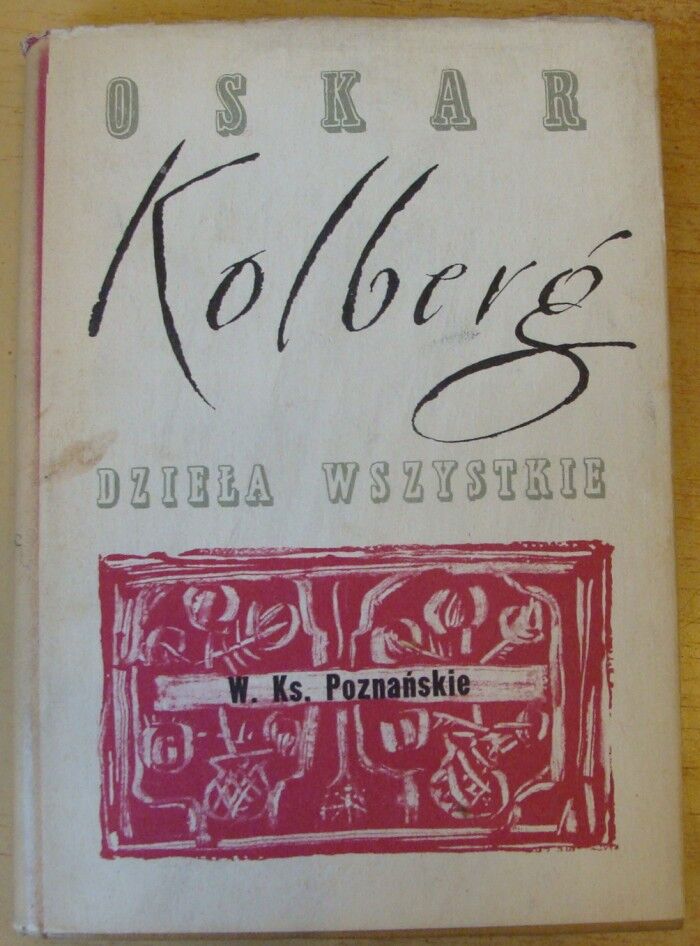 OSKAR
Kolberg
DZIEŁA WSZYSTKIE
W. Ks. Poznańskie